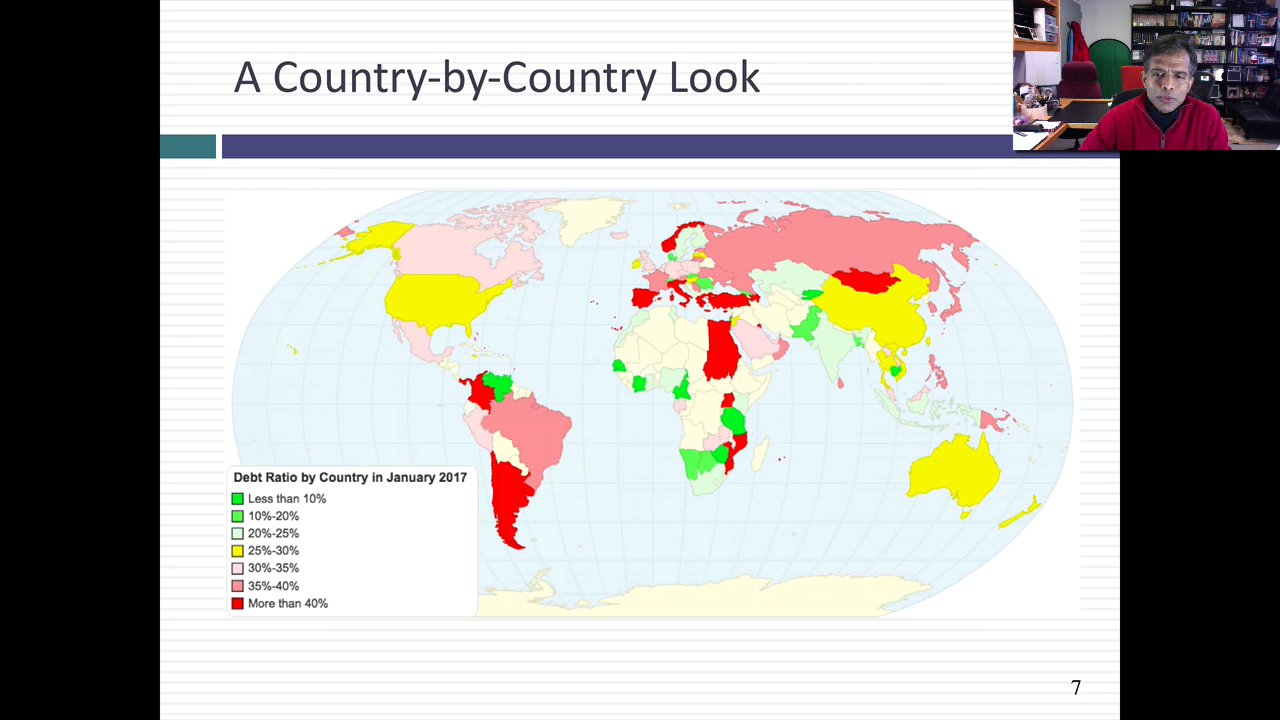 A Country-by-Country Look
Debt Ratio by Country in January 2017
Less than 10%
10%-20%
20%-25%
25%-30%
30%-35%
35%-40%
More than 40%
7